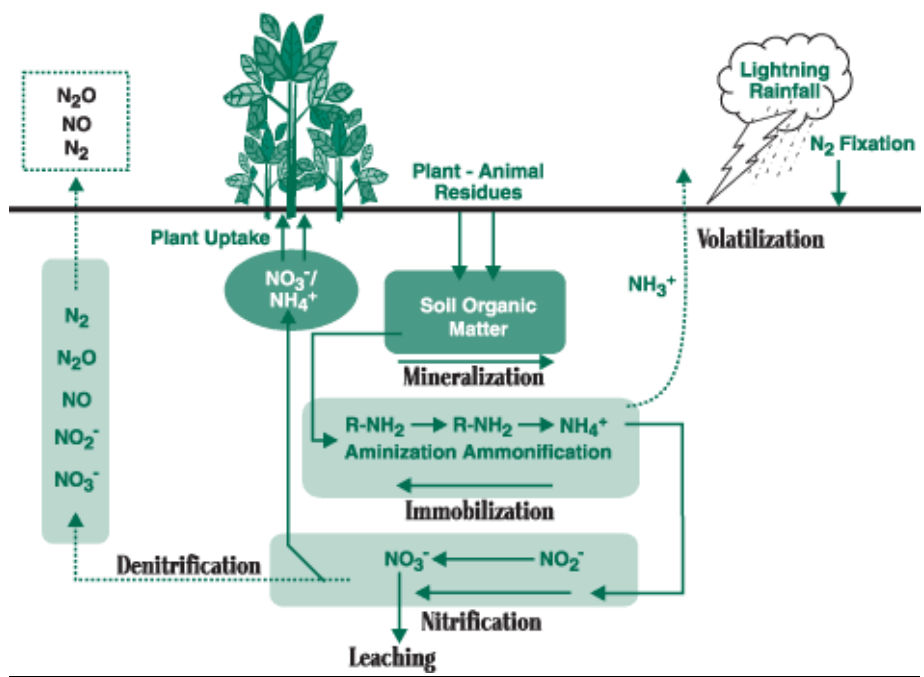 N₂O
NO
N₂
Lightning
Rainfall
N₂ Fixation
Plant - Animal
Residues
Plant Uptake
Volatilization
NO₃⁻/
NH₄⁺
NH₃⁺
Soil Organic
Matter
Mineralization
N₂
N₂O
NO
NO₂⁻
NO₃⁻
R-NH₂ → R-NH₂ → NH₄⁺
Aminization Ammonification
Immobilization
Denitrification
NO₃⁻ ← NO₂⁻
Nitrification
Leaching